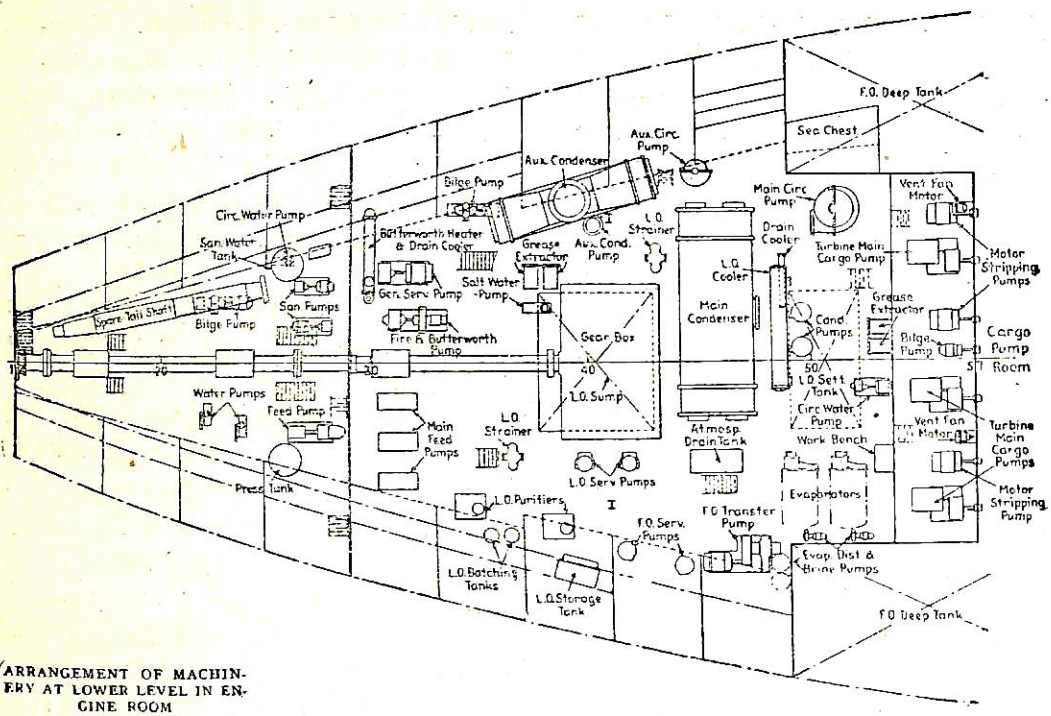 F.O. Deep Tank
Sea Chest
Aux. Circ.
Pump
Aux. Condenser
Bilge Pump
Main Circ
Pump
Vent Fan
Motor
Circ. Water Pump
San. Water
Tank
Butterworth Heater
& Drain Cooler
Grease
Extractor
Aux. Cond.
Pump
L.O.
Strainer
Drain
Cooler
L.O.
Cooler
Turbine Main
Cargo Pump
Motor
Stripping
Pumps
Gen. Serv. Pump
Salt Water
Pump
San. Pumps
Spare Tail Shaft
Bilge Pump
Fire & Butterworth
Pump
Gear Box
Main
Condenser
Cond.
Pumps
Grease
Extractor
Bilge
Pump
Cargo
Pump
Room
20
30
40
50
57
L.O. Sump
L.O. Sett.
Tank
Circ Water
Pump
Water Pumps
Feed Pump
Main
Feed
Pumps
L.O.
Strainer
Atmosp.
Drain Tank
Work Bench
Vent Fan
& Motor
Turbine
Main
Cargo
Pumps
Press Tank
L.O. Serv Pumps
Evaporators
Motor
Stripping
Pump
L.O. Purifiers
I
I
F.O. Serv.
Pumps
F.O Transfer
Pump
L.O. Batching
Tanks
L.O. Storage
Tank
Evap. Dist &
Brine Pumps
F.O Deep Tank
ARRANGEMENT OF MACHIN-
ERY AT LOWER LEVEL IN EN-
GINE ROOM